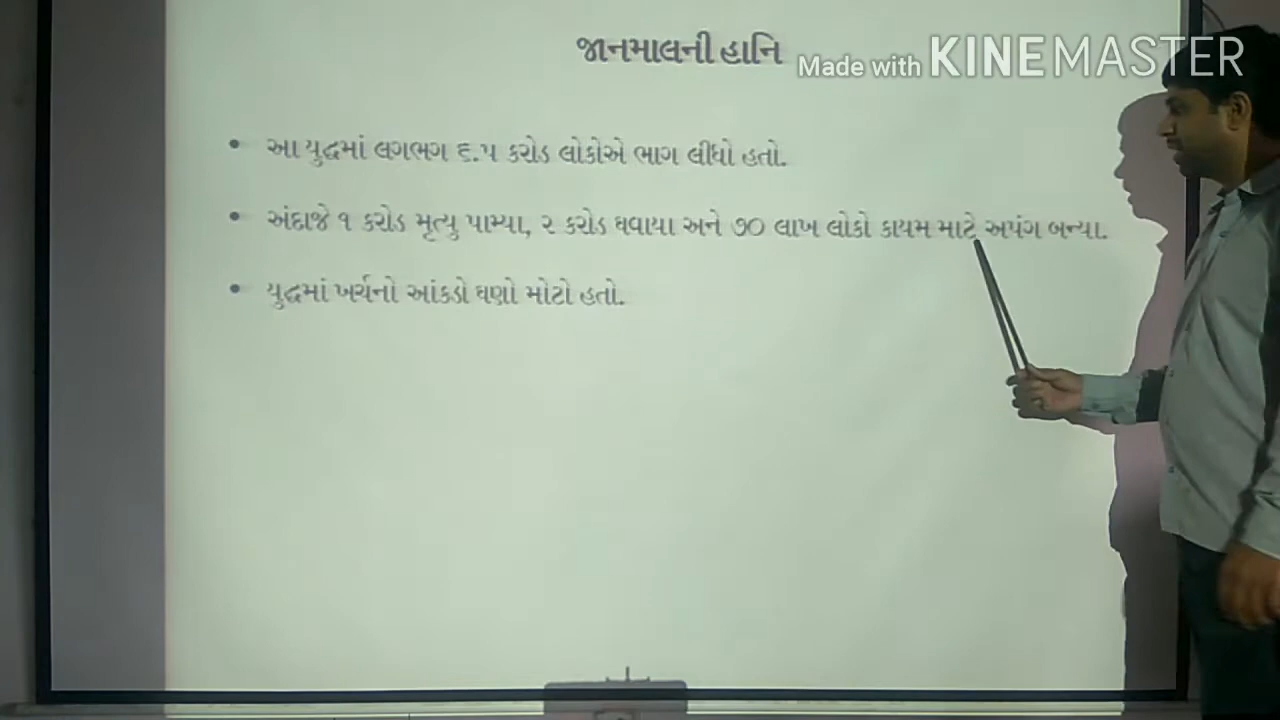 જાનમાલની હાનિ
Made with KINEMASTER
• આ યુદ્ધમાં લગભગ ૬.૫ કરોડ લોકોએ ભાગ લીધો હતો.
• અંદાજે ૧ કરોડ મૃત્યુ પામ્યા, ૨ કરોડ ઘવાયા અને ૭૦ લાખ લોકો કાયમ માટે અપંગ બન્યા.
• યુદ્ધમાં ખર્ચનો આંકડો ઘણો મોટો હતો.